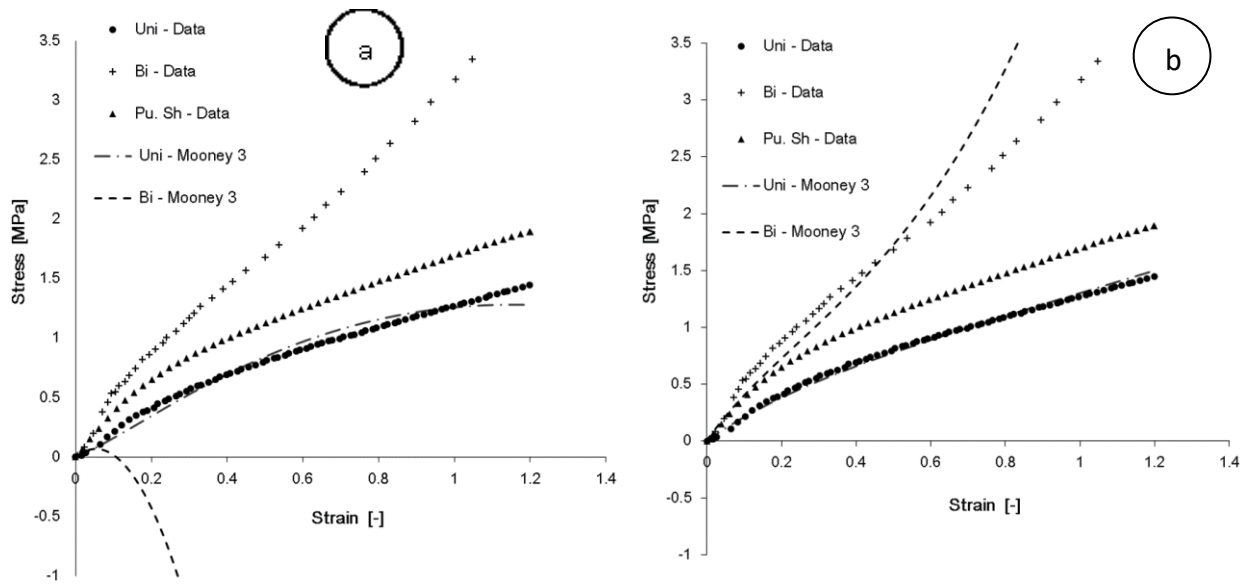 a
Uni - Data
Bi - Data
Pu. Sh - Data
Uni - Mooney 3
Bi - Mooney 3
Stress [MPa]
3.5
3
2.5
2
1.5
1
0.5
0
-0.5
-1
0 0.2 0.4 0.6 0.8 1 1.2 1.4
Strain [-]
b
Uni - Data
Bi - Data
Pu. Sh - Data
Uni - Mooney 3
Bi - Mooney 3
Stress [MPa]
3.5
3
2.5
2
1.5
1
0.5
0
-0.5
-1
0 0.2 0.4 0.6 0.8 1 1.2 1.4
Strain [-]